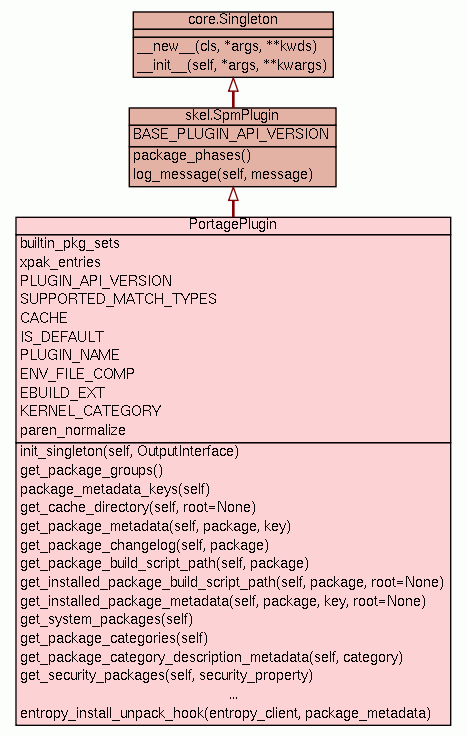 core.Singleton
__new__(cls, *args, **kwds)
__init__(self, *args, **kwargs)
skel.SpmPlugin
BASE_PLUGIN_API_VERSION
package_phases()
log_message(self, message)
PortagePlugin
builtin_pkg_sets
xpak_entries
PLUGIN_API_VERSION
SUPPORTED_MATCH_TYPES
CACHE
IS_DEFAULT
PLUGIN_NAME
ENV_FILE_COMP
EBUILD_EXT
KERNEL_CATEGORY
paren_normalize
init_singleton(self, OutputInterface)
get_package_groups()
package_metadata_keys(self)
get_cache_directory(self, root=None)
get_package_metadata(self, package, key)
get_package_changelog(self, package)
get_package_build_script_path(self, package)
get_installed_package_build_script_path(self, package, root=None)
get_installed_package_metadata(self, package, key, root=None)
get_system_packages(self)
get_package_categories(self)
get_package_category_description_metadata(self, category)
get_security_packages(self, security_property)
...
entropy_install_unpack_hook(entropy_client, package_metadata)